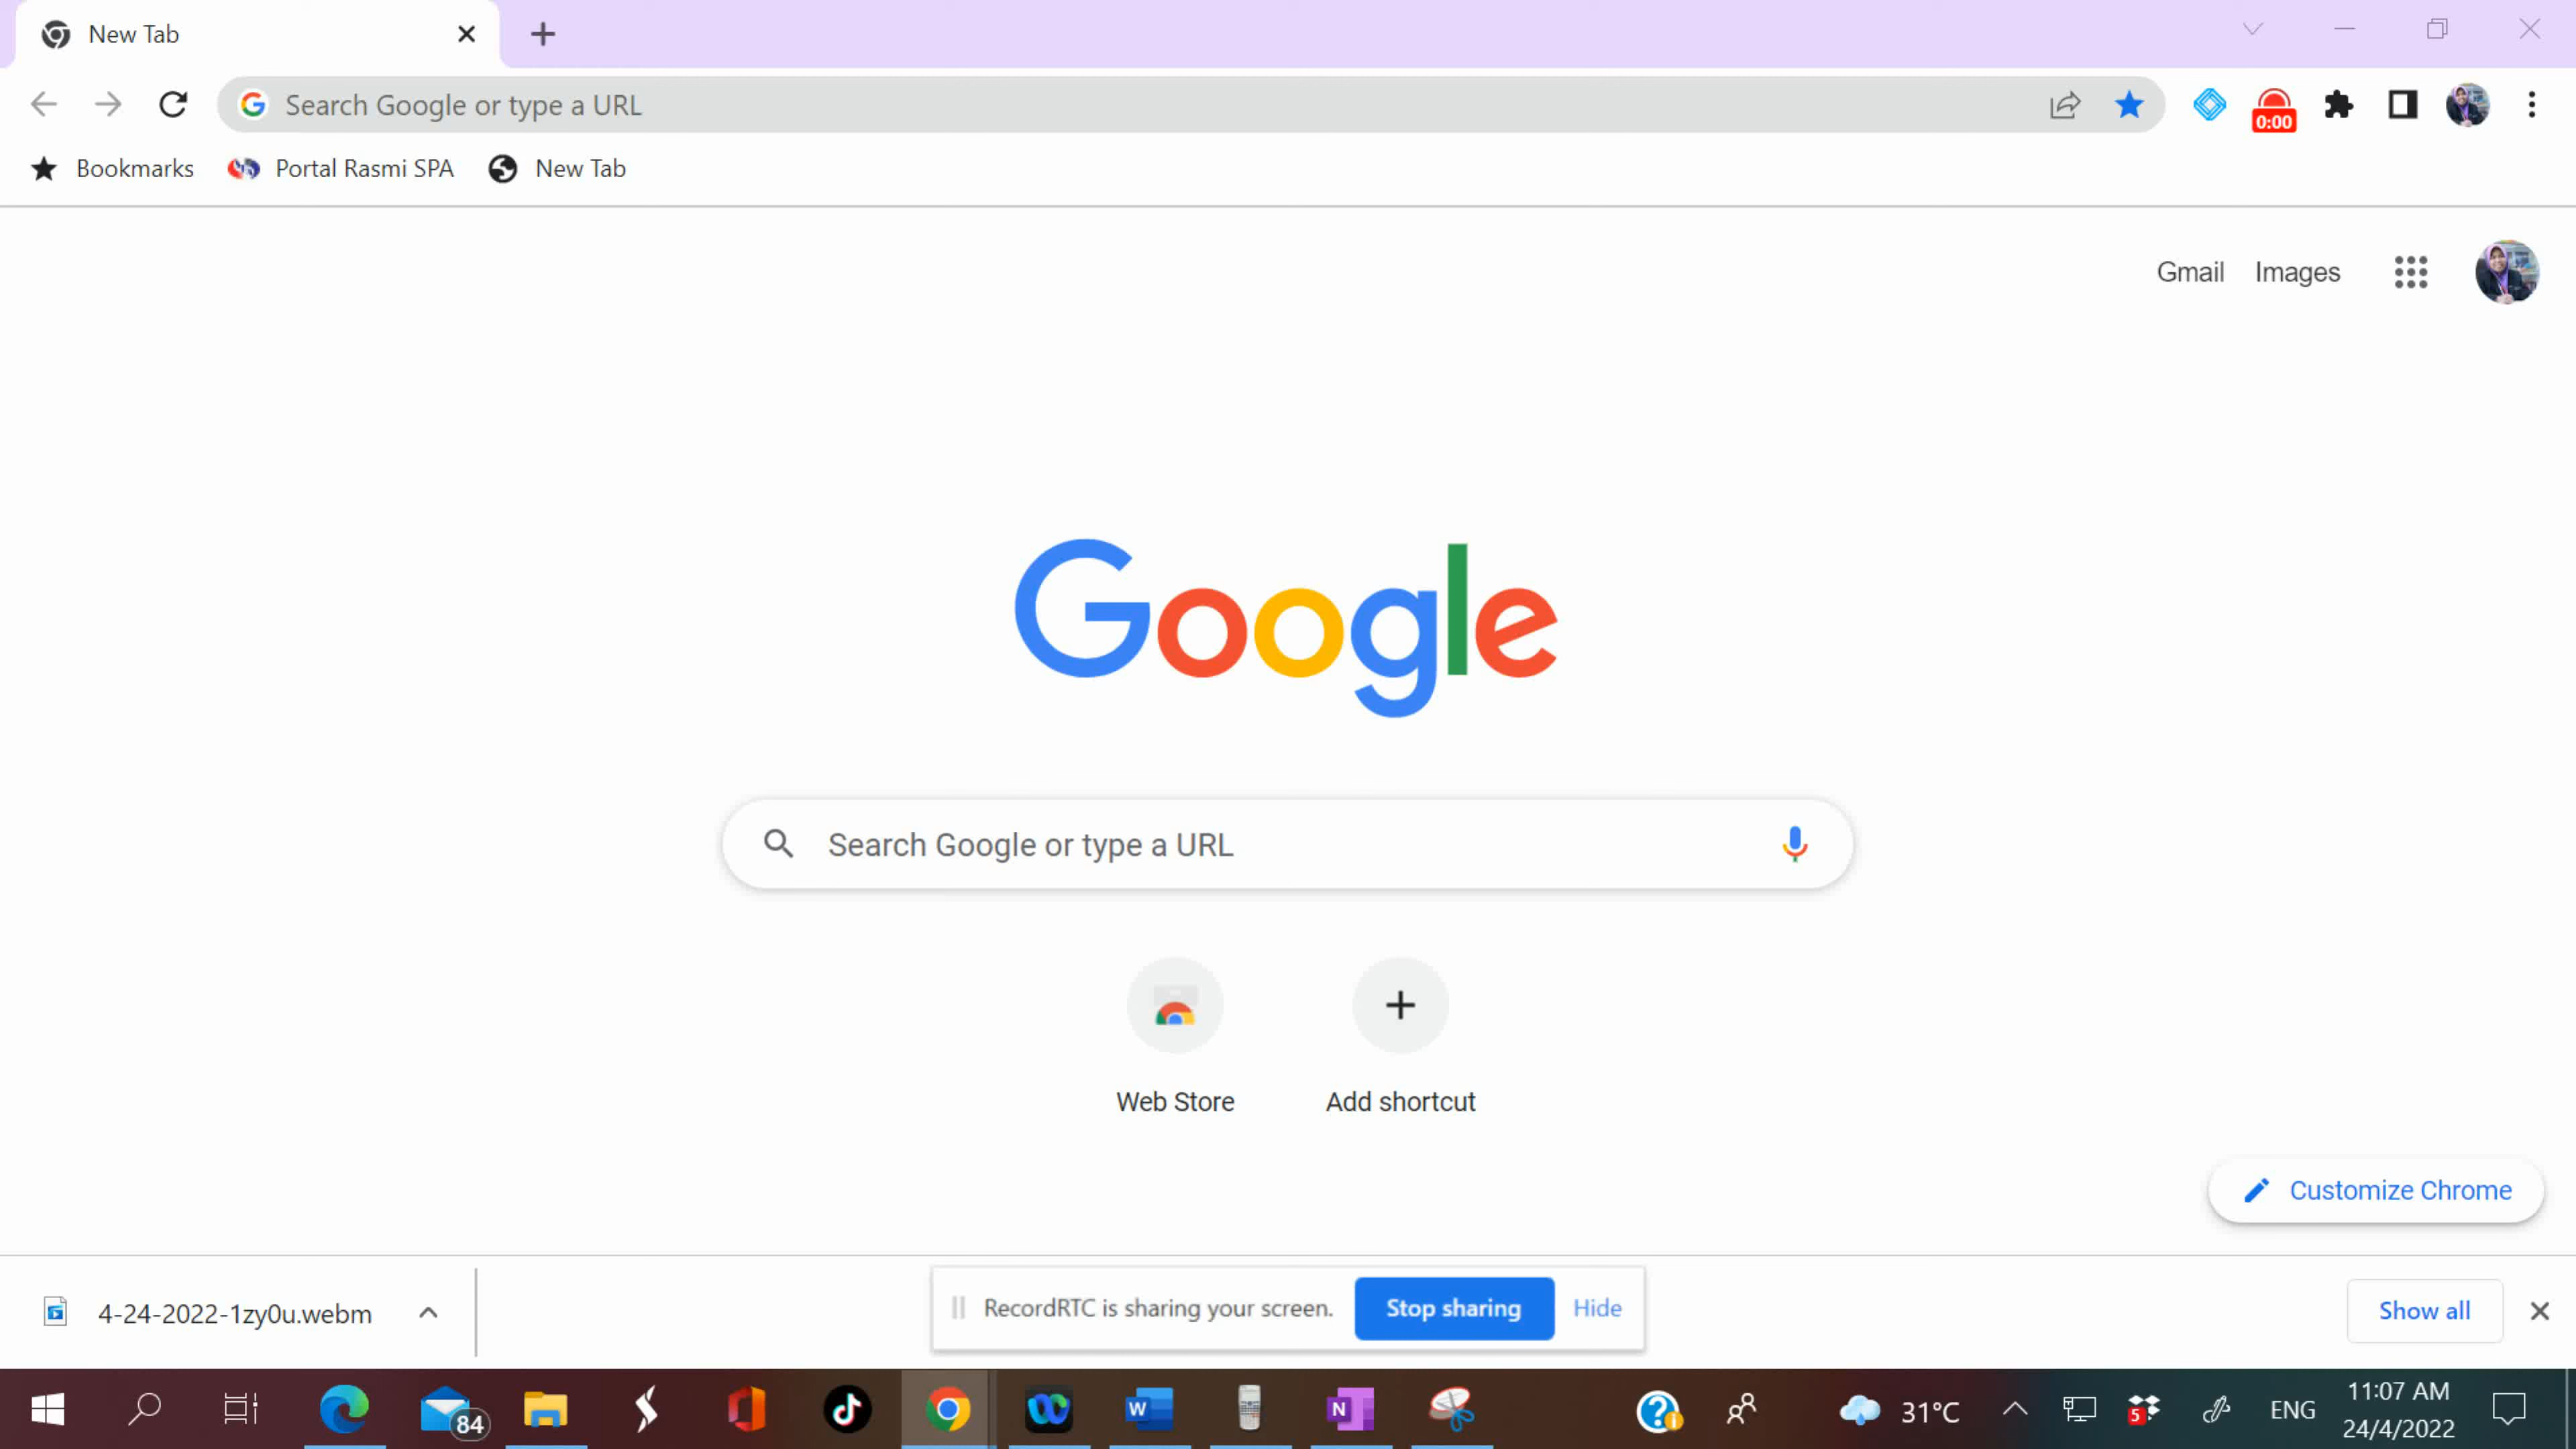 New Tab
Search Google or type a URL
0:00
Bookmarks Portal Rasmi SPA New Tab
Gmail Images
Google
Search Google or type a URL
Web Store Add shortcut
Customize Chrome
4-24-2022-1zy0u.webm
RecordRTC is sharing your screen. Stop sharing Hide
Show all
84
W
N
31°C
5
ENG
11:07 AM
24/4/2022